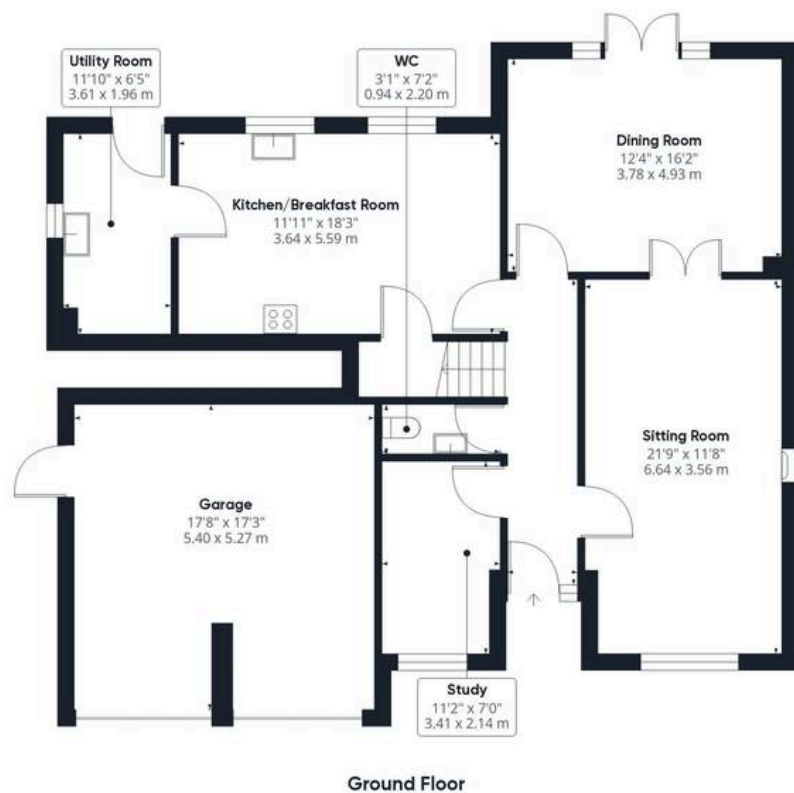 Utility Room
11'10" x 6'5"
3.61 x 1.96 m
WC
3'1" x 7'2"
0.94 x 2.20 m
Dining Room
12'4" x 16'2"
3.78 x 4.93 m
Kitchen/Breakfast Room
11'11" x 18'3"
3.64 x 5.59 m
Sitting Room
21'9" x 11'8"
6.64 x 3.56 m
Garage
17'8" x 17'3"
5.40 x 5.27 m
Study
11'2" x 7'0"
3.41 x 2.14 m
Ground Floor